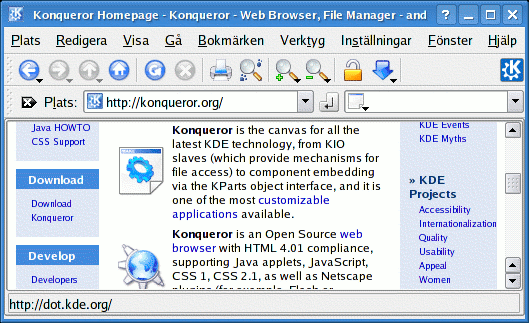 Konqueror Homepage - Konqueror - Web Browser, File Manager - and
Plats Redigera Visa Gå Bokmärken Verktyg Inställningar Fönster Hjälp
Plats: http://konqueror.org/
Java HOWTO
CSS Support
Download
Download
Konqueror
Develop
Developers
Konqueror is the canvas for all the
latest KDE technology, from KIO
slaves (which provide mechanisms for
file access) to component embedding
via the KParts object interface, and it is
one of the most customizable
applications available.
Konqueror is an Open Source web
browser with HTML 4.01 compliance,
supporting Java applets, JavaScript,
CSS 1, CSS 2.1, as well as Netscape
plugins (for example, Flash or
KDE Events
KDE Myths
» KDE
Projects
Accessibility
Internationalization
Quality
Usability
Appeal
Women
http://dot.kde.org/